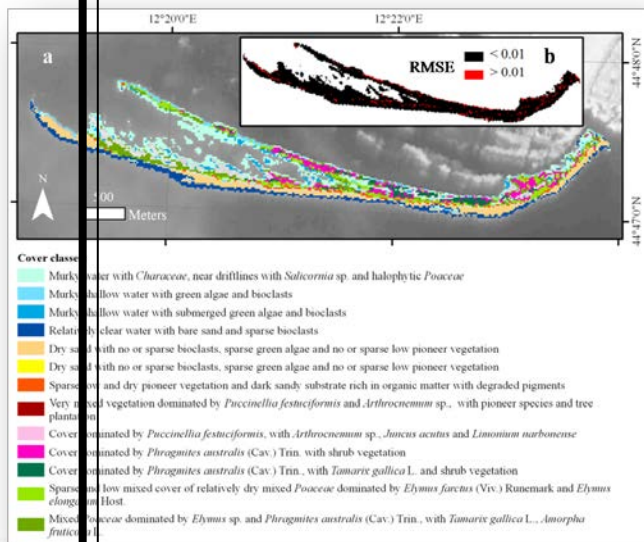 12°20'0"E 12°22'0"E
a
RMSE
< 0.01
> 0.01
b
44°48'0"N
N
500
Meters
44°47'0"N
Cover classes
Murky water with Characeae, near driftlines with Salicornia sp. and halophytic Poaceae
Murky shallow water with green algae and bioclasts
Murky shallow water with submerged green algae and bioclasts
Relatively clear water with bare sand and sparse bioclasts
Dry sand with no or sparse bioclasts, sparse green algae and no or sparse low pioneer vegetation
Dry sand with no or sparse bioclasts, sparse green algae and no or sparse low pioneer vegetation
Sparse low and dry pioneer vegetation and dark sandy substrate rich in organic matter with degraded pigments
Very mixed vegetation dominated by Puccinellia festuciformis and Arthrocnemum sp., with pioneer species and tree
plantation
Cover dominated by Puccinellia festuciformis, with Arthrocnemum sp., Juncus acutus and Limonium narbonense
Cover dominated by Phragmites australis (Cav.) Trin. with shrub vegetation
Cover dominated by Phragmites australis (Cav.) Trin., with Tamarix gallica L. and shrub vegetation
Sparse and low mixed cover of relatively dry mixed Poaceae dominated by Elymus farctus (Viv.) Runemark and Elymus
elongatum Host.
Mixed Poaceae dominated by Elymus sp. and Phragmites australis (Cav.) Trin., with Tamarix gallica L., Amorpha
fruticosa L.